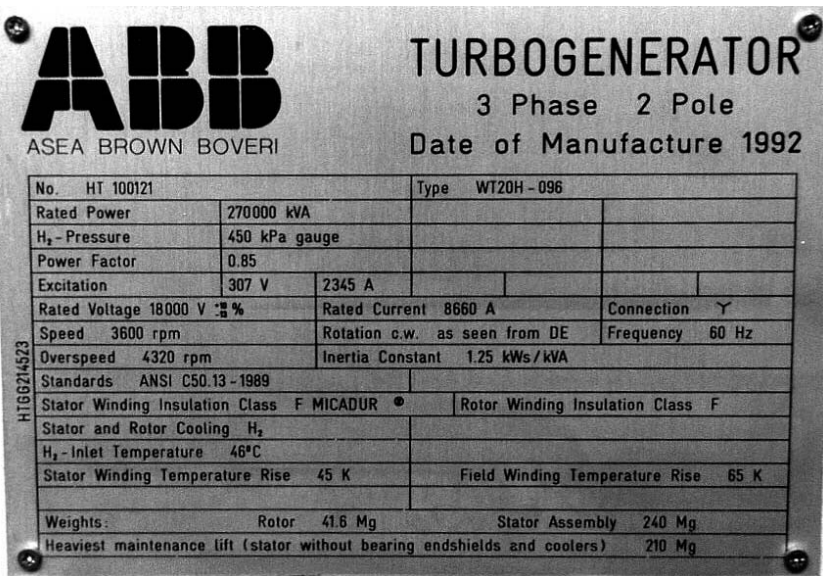 ABB
ASEA BROWN BOVERI
TURBOGENERATOR
3 Phase 2 Pole
Date of Manufacture 1992
No. HT 100121 Type WT20H-096
Rated Power 270000 kVA
H₂-Pressure 450 kPa gauge
Power Factor 0.85
Excitation 307 V 2345 A
Rated Voltage 18000 V % Rated Current 8660 A Connection Y
Speed 3600 rpm Rotation c.w. as seen from DE Frequency 60 Hz
Overspeed 4320 rpm Inertia Constant 1.25 kWs/kVA
Standards ANSI C50.13-1989
Stator Winding Insulation Class F MICADUR ® Rotor Winding Insulation Class F
Stator and Rotor Cooling H₂
H₂-Inlet Temperature 46°C
Stator Winding Temperature Rise 45 K Field Winding Temperature Rise 65 K
Weights: Rotor 41.6 Mg Stator Assembly 240 Mg
Heaviest maintenance lift (stator without bearing endshields and coolers) 210 Mg
HTGG214523